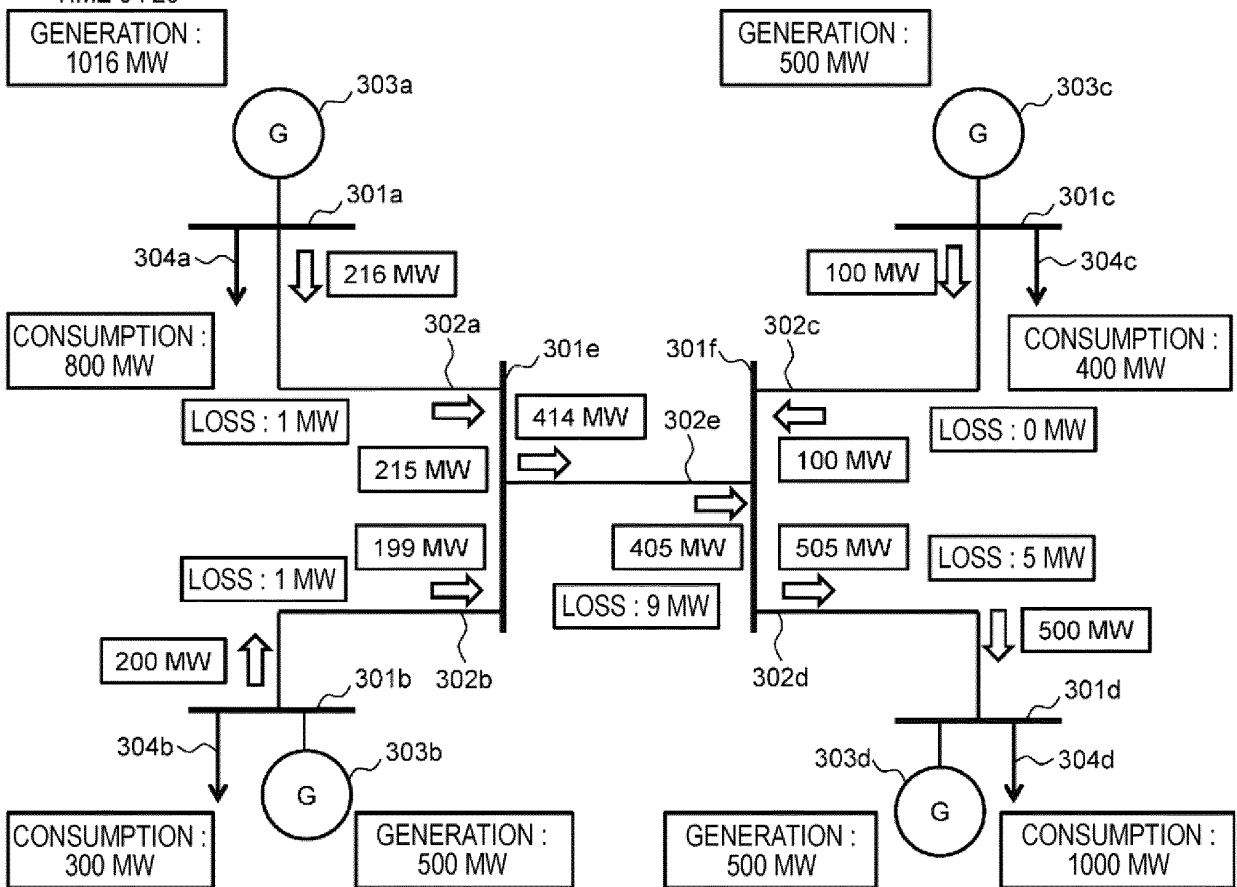 GENERATION :
1016 MW
GENERATION :
500 MW
303a
303c
G
G
301a
301c
304a
216 MW
100 MW
304c
CONSUMPTION :
800 MW
302a
301e
301f
302c
CONSUMPTION :
400 MW
LOSS : 1 MW
414 MW
302e
LOSS : 0 MW
215 MW
100 MW
199 MW
405 MW
505 MW
LOSS : 5 MW
LOSS : 1 MW
LOSS : 9 MW
500 MW
200 MW
301b
302b
302d
301d
304b
303b
303d
304d
G
G
CONSUMPTION :
300 MW
GENERATION :
500 MW
GENERATION :
500 MW
CONSUMPTION :
1000 MW